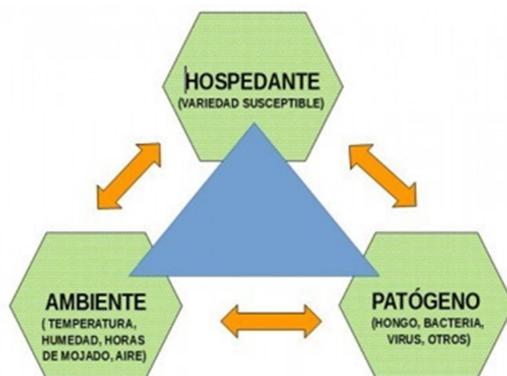 HOSPEDANTE
(VARIEDAD SUSCEPTIBLE)
AMBIENTE
( TEMPERATURA,
HUMEDAD, HORAS
DE MOJADO, AIRE)
PATÓGENO
(HONGO, BACTERIA,
VIRUS, OTROS)